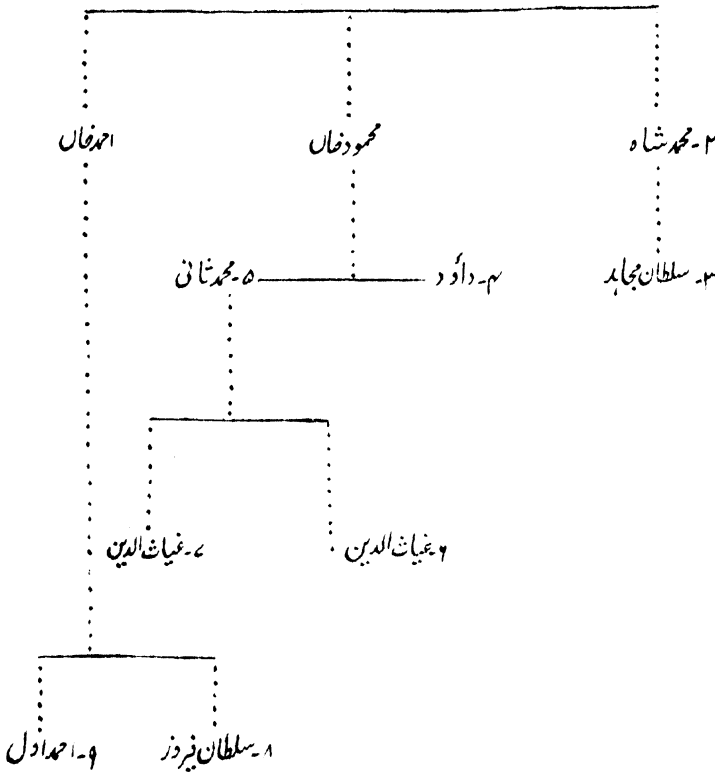 ۲۔محمد شاہ محمود خاں احمد خاں
۳۔ سلطان مجاہد ۴۔داؤد ۵۔محمد ثانی
۶۔غیاث الدین ۷۔غیاث الدین
۸۔سلطان فیروز ۹۔احمد اول